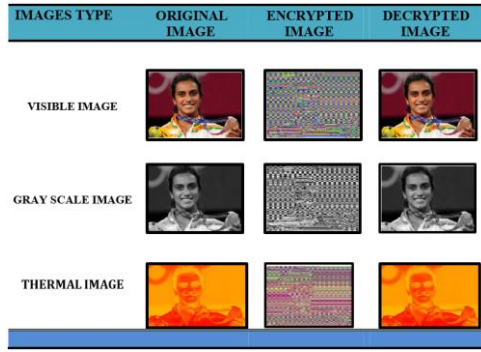 IMAGES TYPE
ORIGINAL
IMAGE
ENCRYPTED
IMAGE
DECRYPTED
IMAGE
VISIBLE IMAGE
GRAY SCALE IMAGE
THERMAL IMAGE